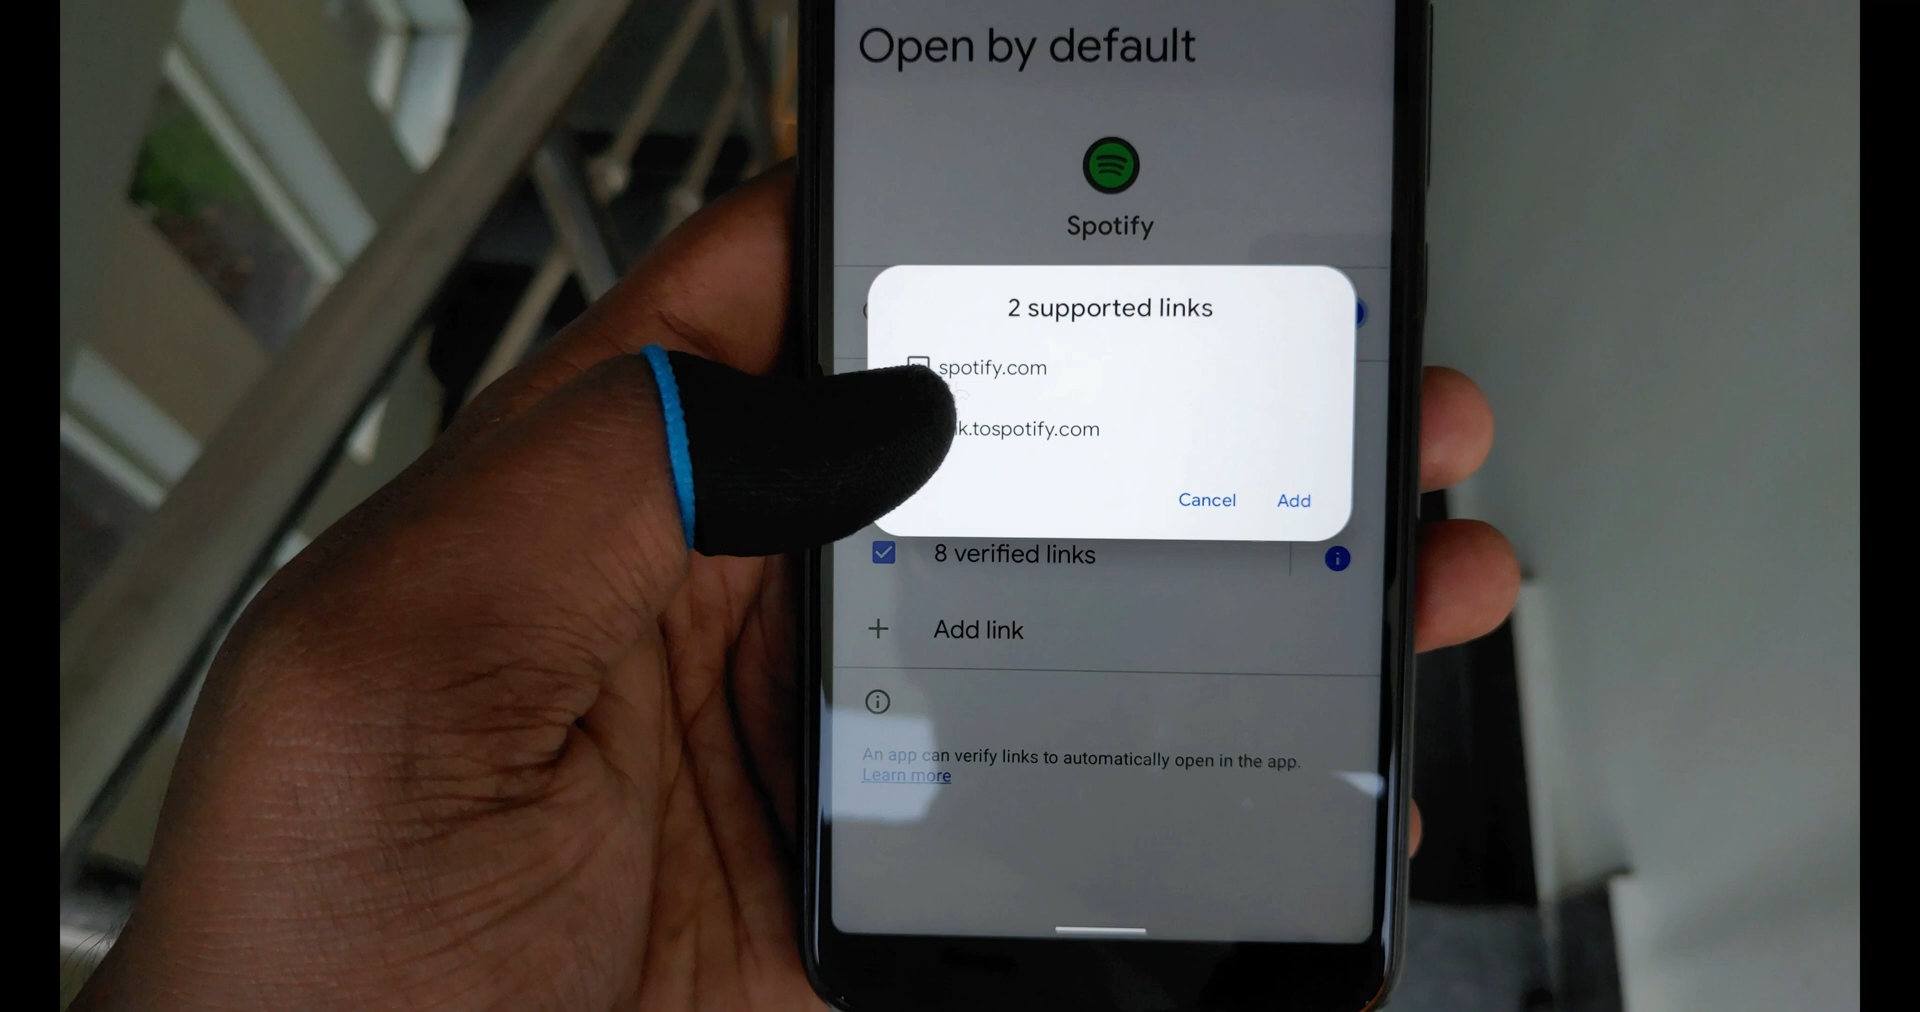 Open by default
Spotify
2 supported links
spotify.com
k.tospotify.com
Cancel Add
8 verified links
Add link
An app can verify links to automatically open in the app.
Learn more